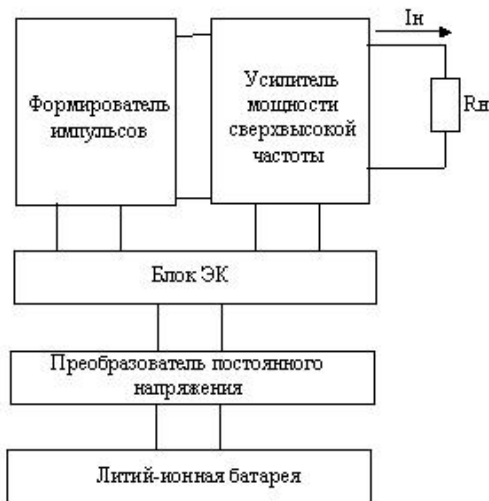 Iн
Формирователь
импульсов
Усилитель
мощности
сверхвысокой
частоты
Rн
Блок ЭК
Преобразователь постоянного
напряжения
Литий-ионная батарея